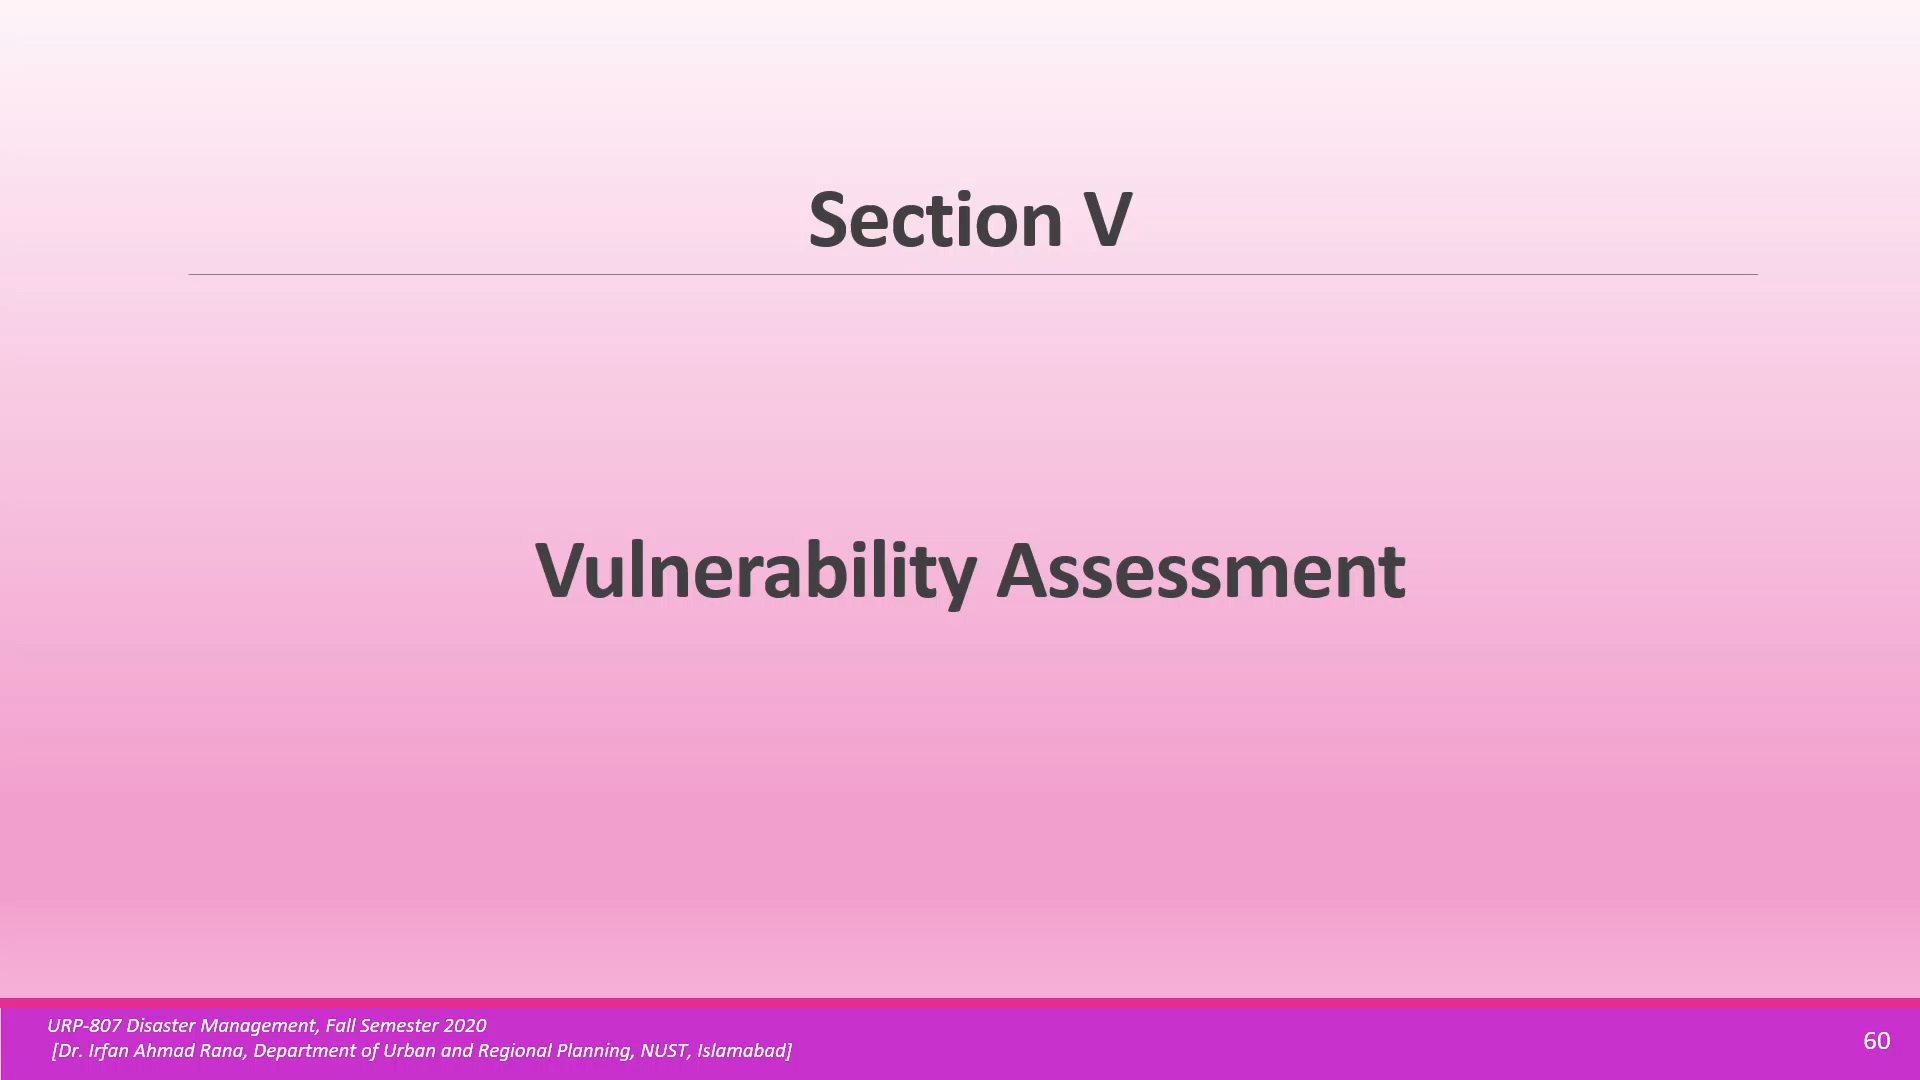 Section V
Vulnerability Assessment
URP-807 Disaster Management, Fall Semester 2020
[Dr. Irfan Ahmad Rana, Department of Urban and Regional Planning, NUST, Islamabad]
60